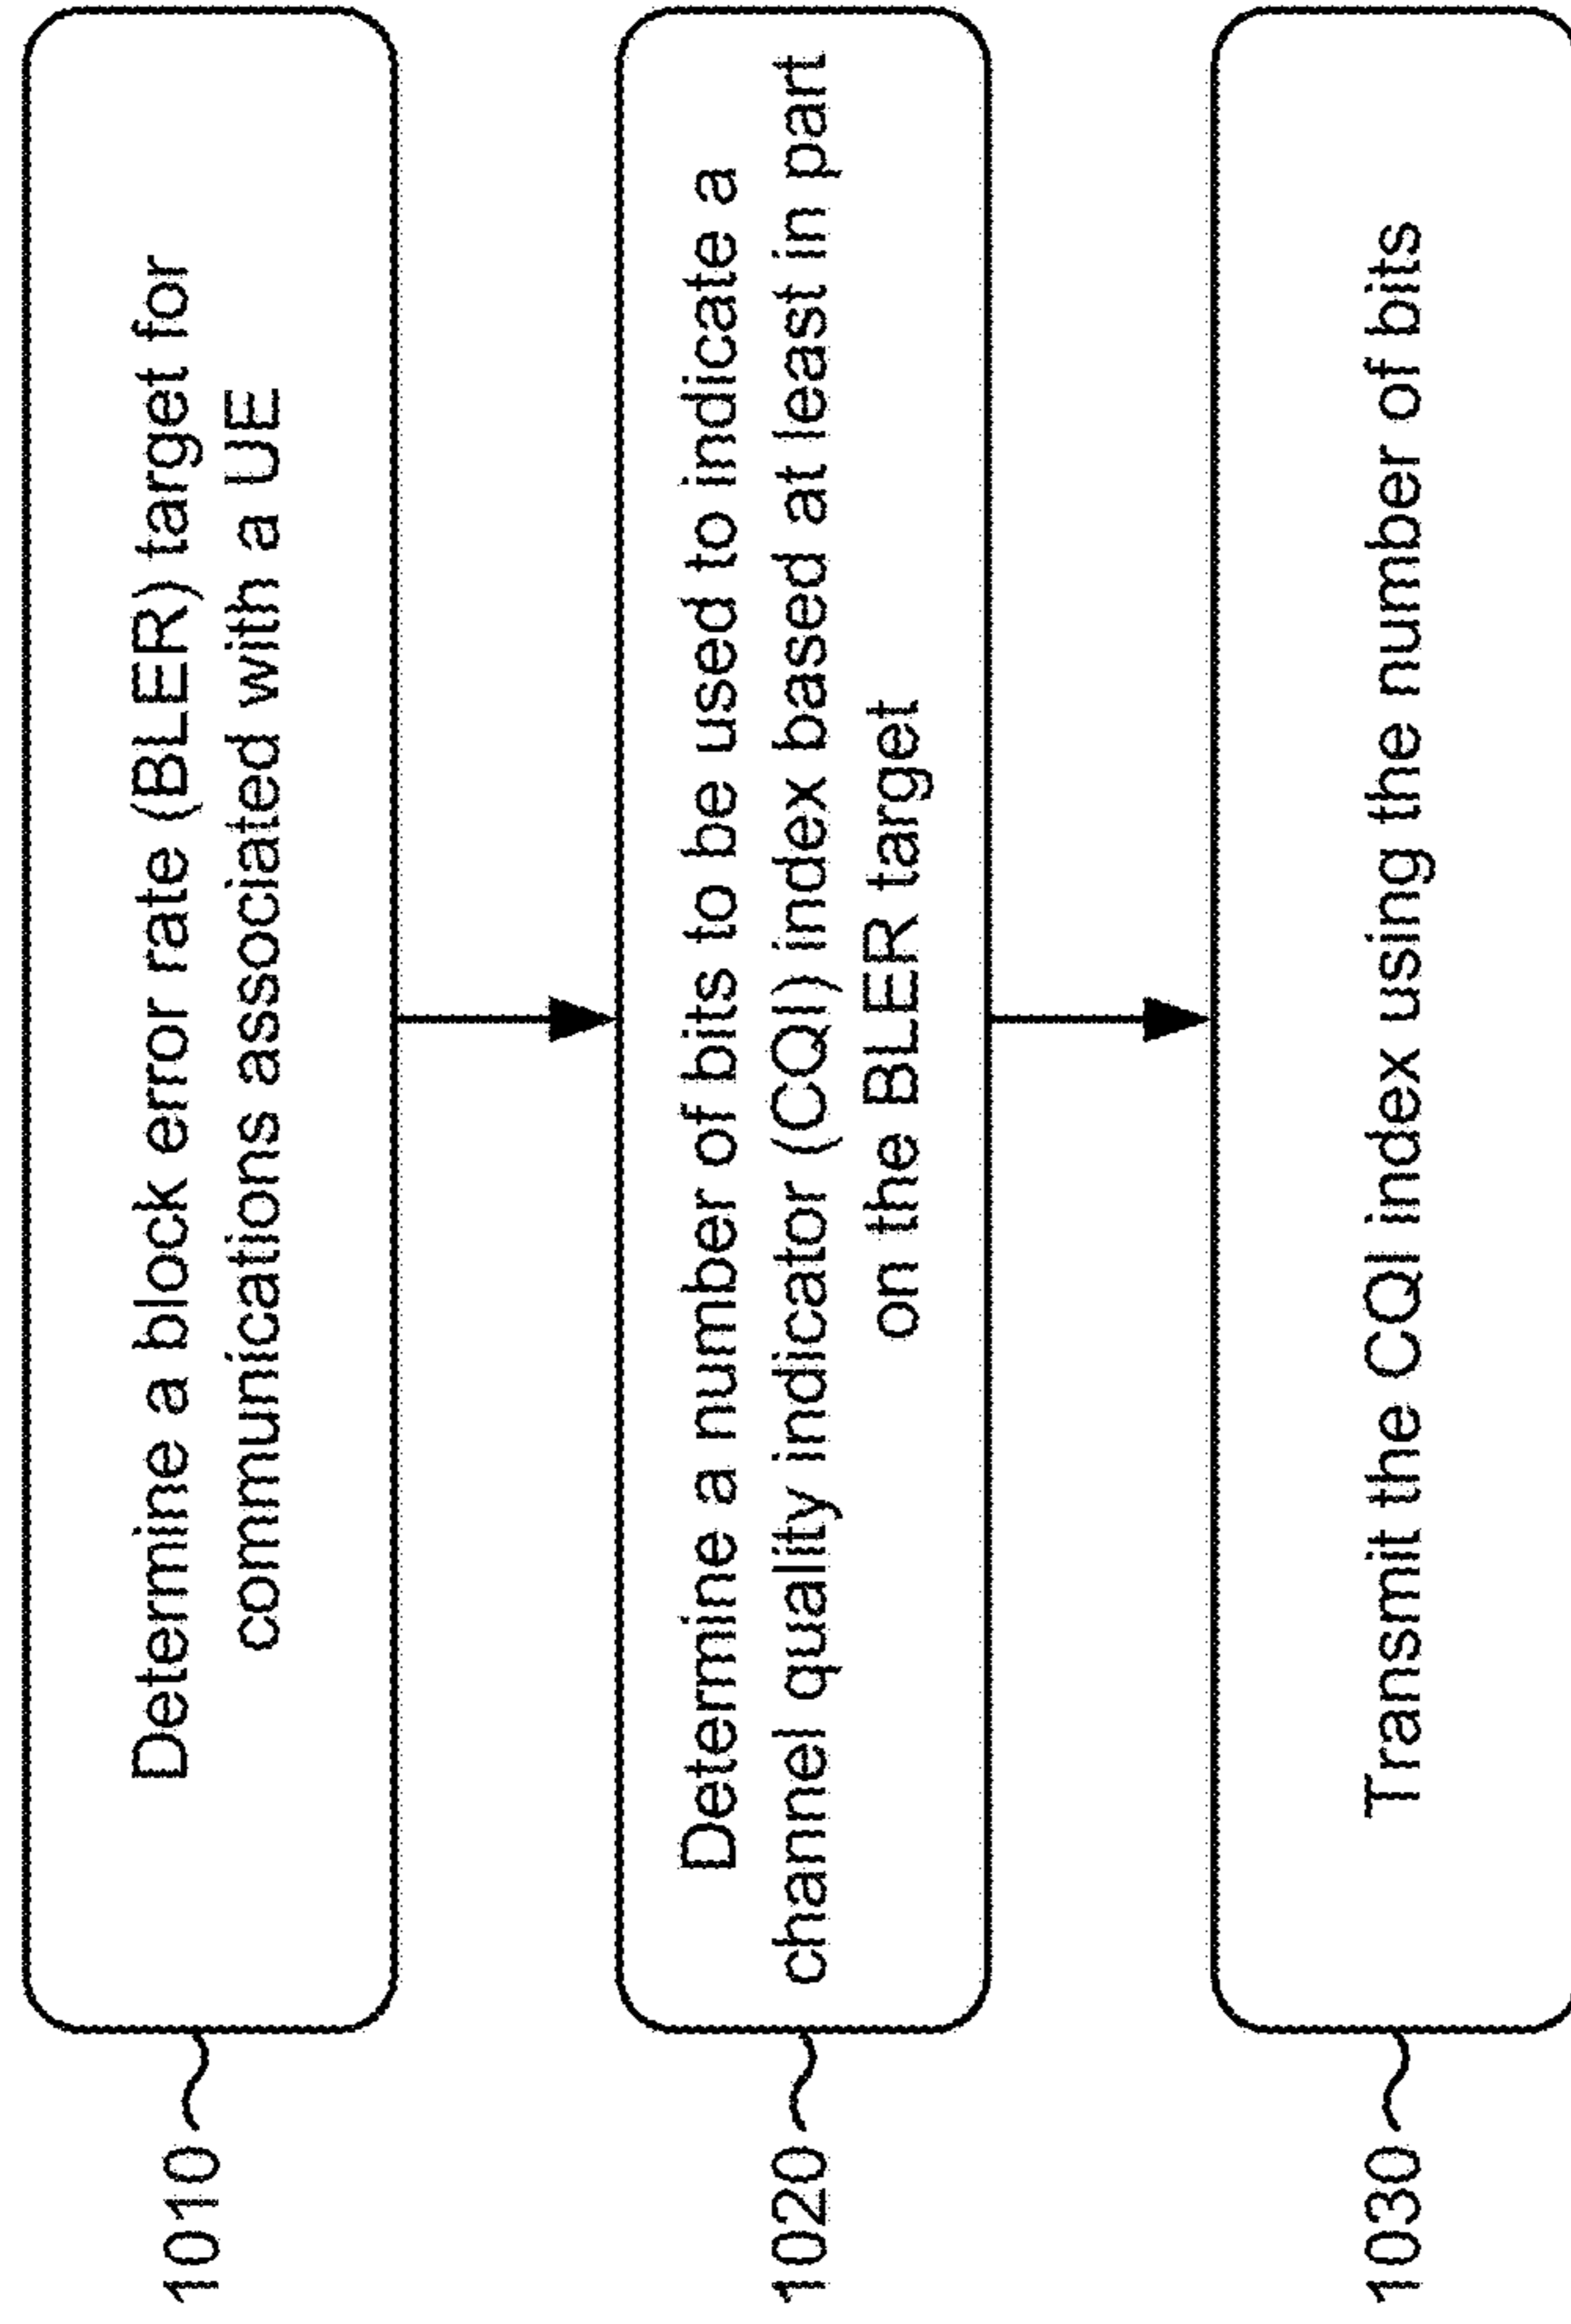 1010
Determine a block error rate (BLER) target for
communications associated with a UE
1020
Determine a number of bits to be used to indicate a
channel quality indicator (CQI) index based at least in part
on the BLER target
1030
Transmit the CQI index using the number of bits